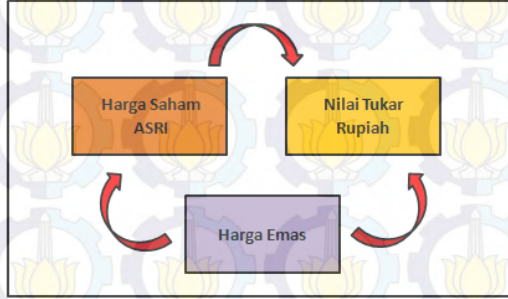 Harga Saham
ASRI
Nilai Tukar
Rupiah
Harga Emas